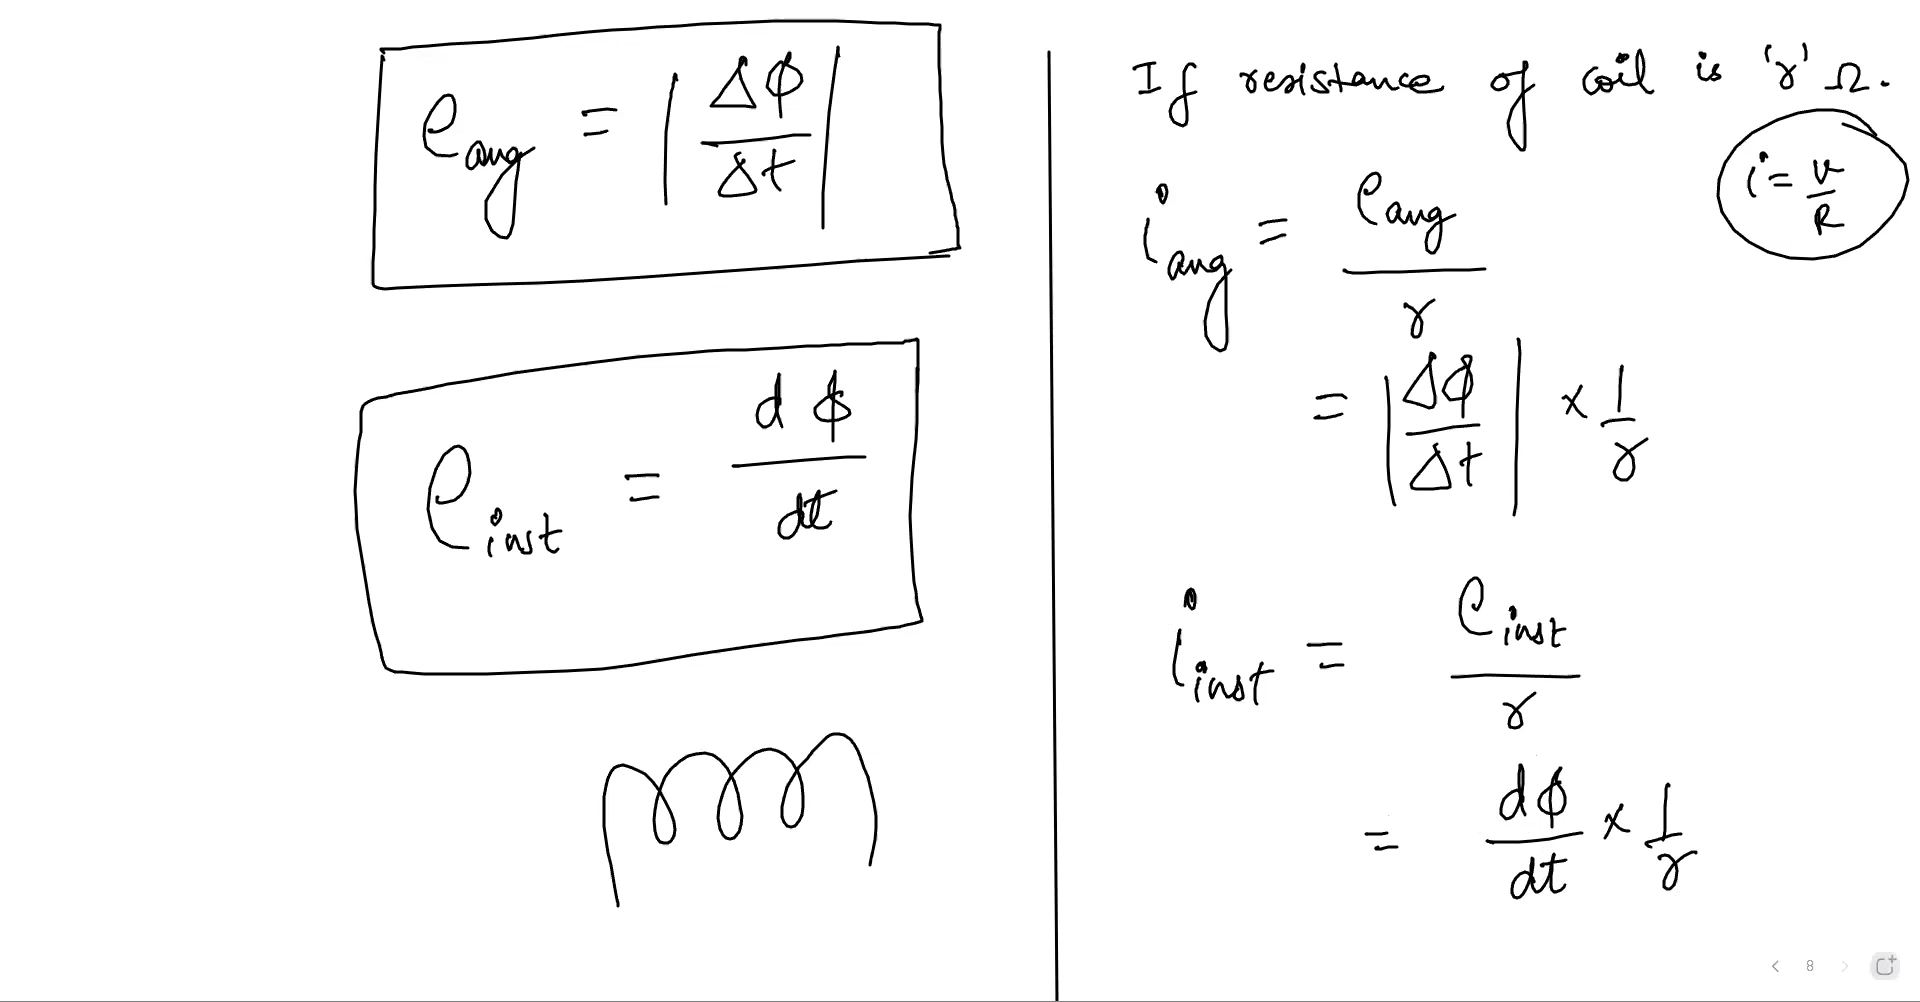 e_avg = |Δϕ/Δt|
e_inst = dϕ/dt
If resistance of coil is 'r' Ω.
i = v/R
i_avg = e_avg/r
= |Δϕ/Δt| × 1/r
i_inst = e_inst/r
= dϕ/dt × 1/r
8